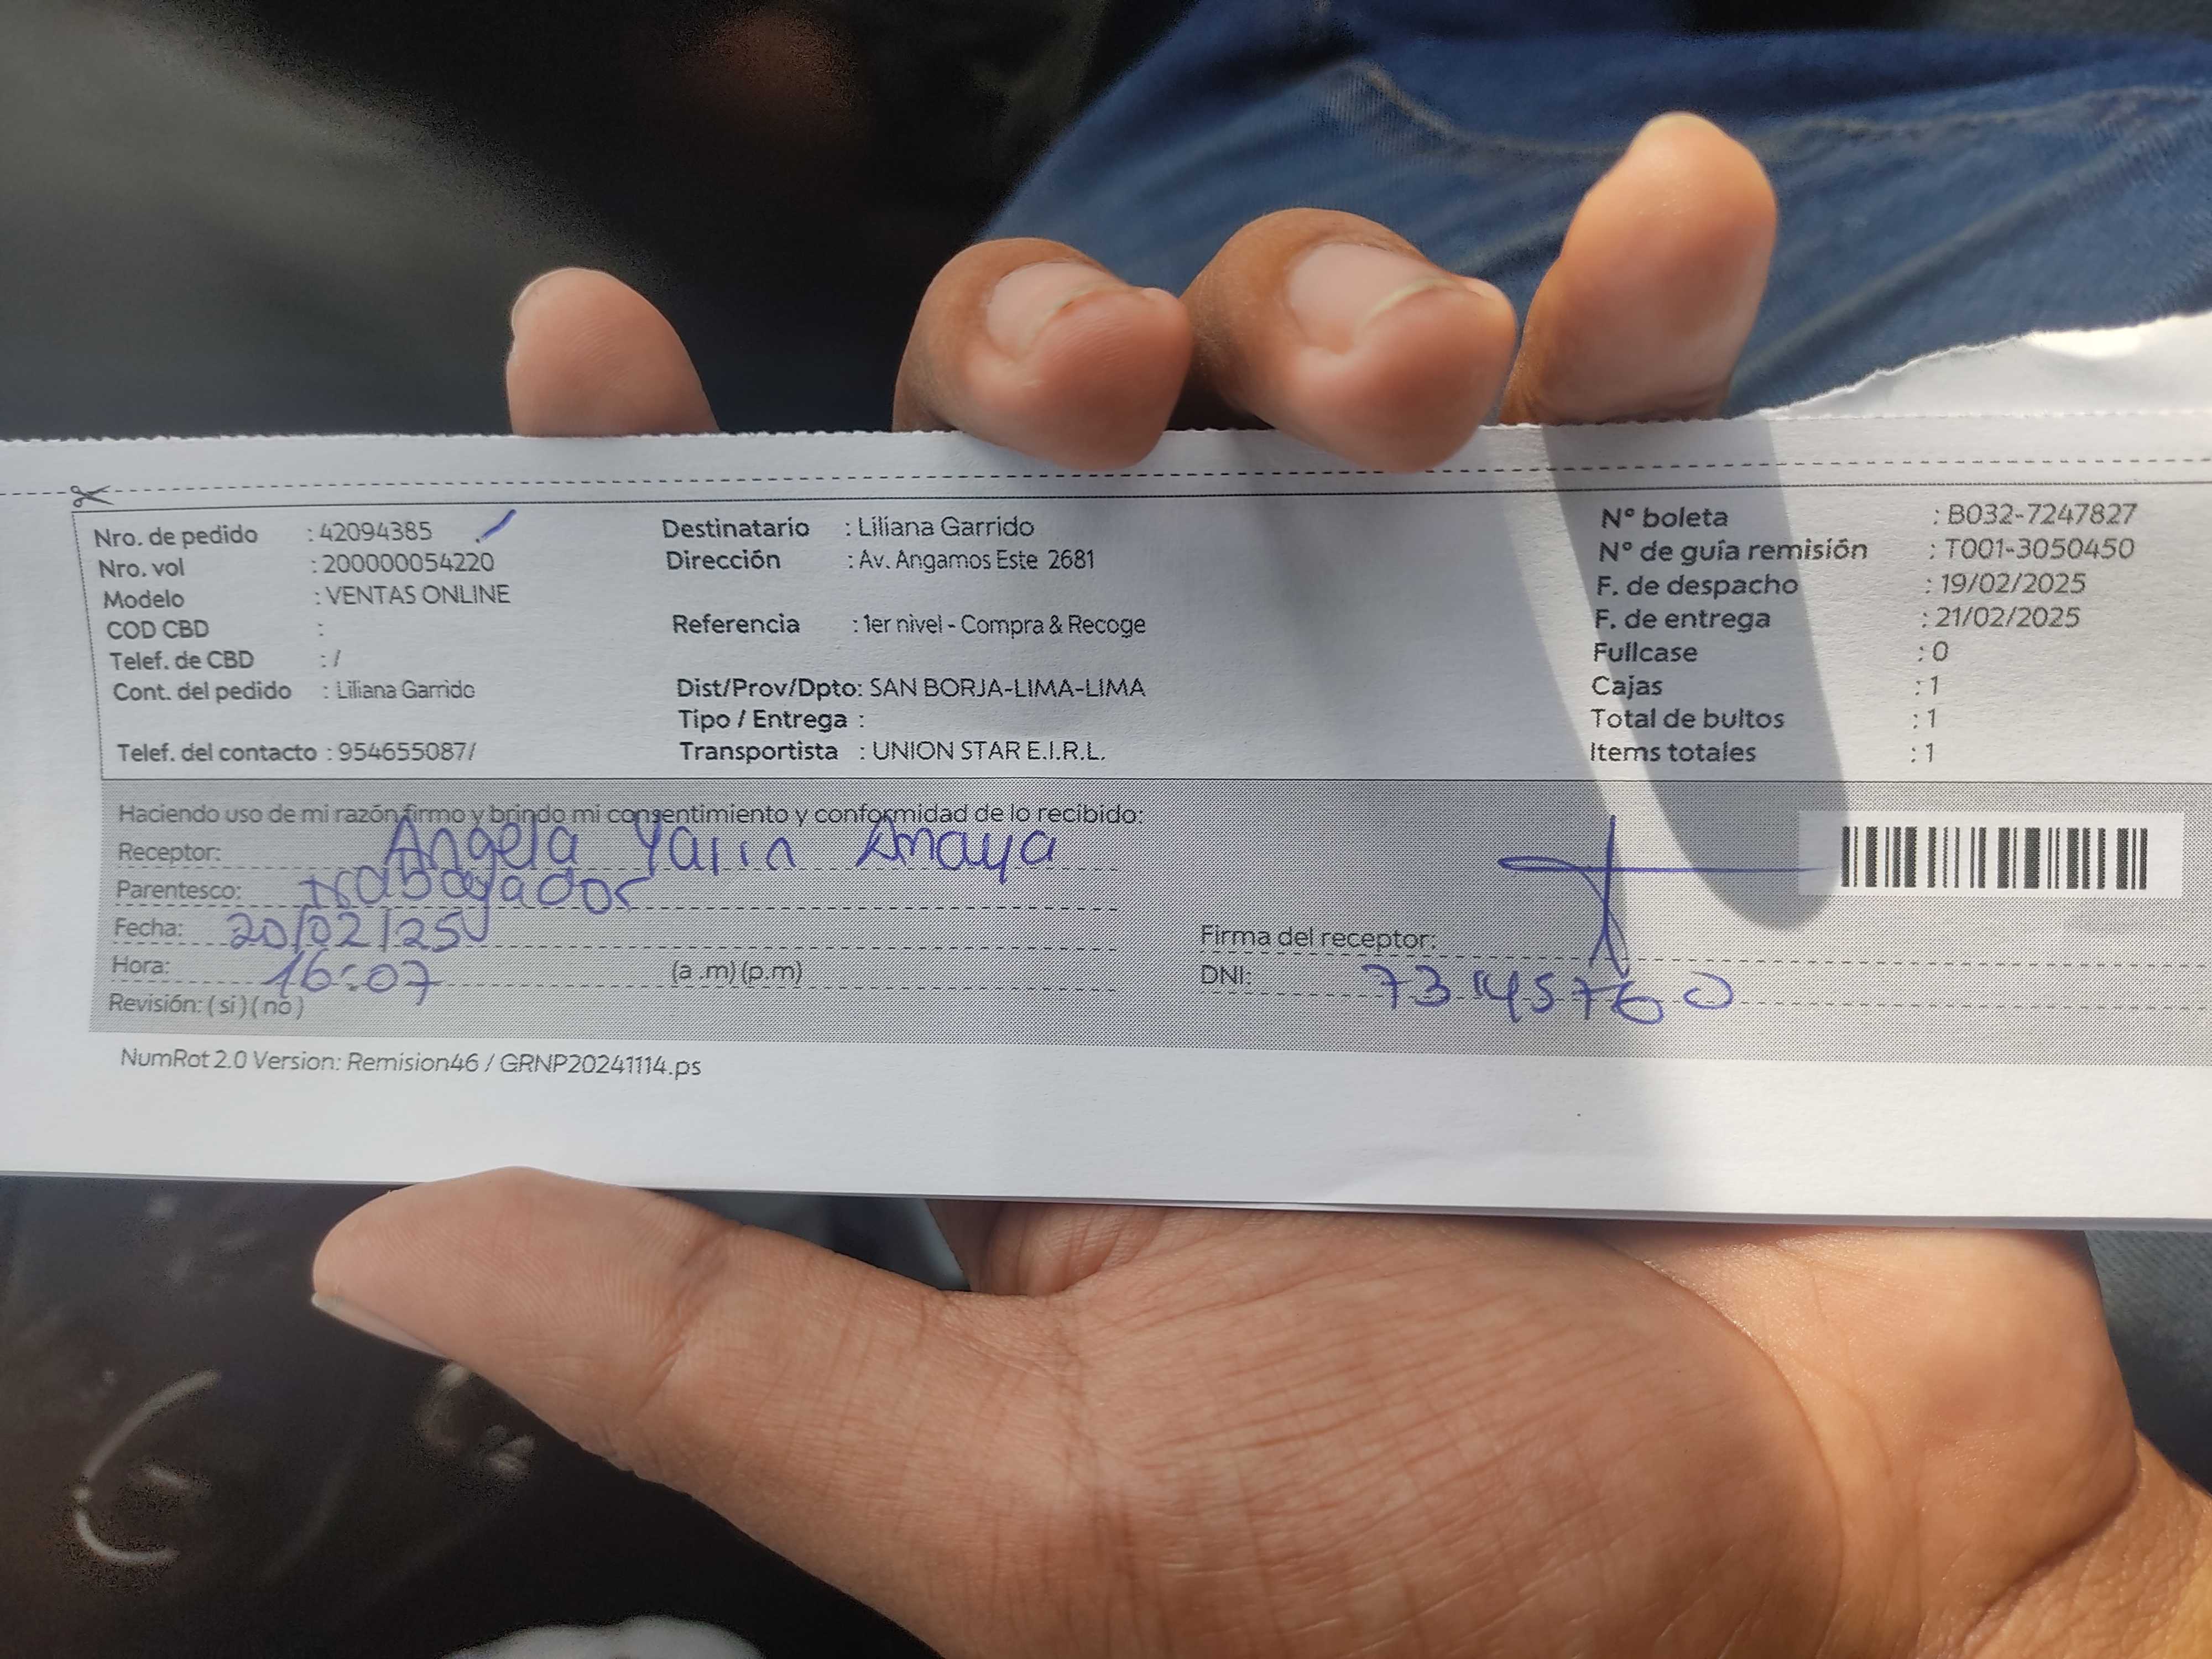 Nro. de pedido : 42094385
Nro. vol : 200000054220
Modelo : VENTAS ONLINE
COD CBD :
Telef. de CBD : /
Cont. del pedido : Liliana Garrido
Telef. del contacto : 954655087/
Destinatario : Liliana Garrido
Dirección : Av. Angamos Este 2681
Referencia : 1er nivel - Compra & Recoge
Dist/Prov/Dpto: SAN BORJA-LIMA-LIMA
Tipo / Entrega :
Transportista : UNION STAR E.I.R.L.
N° boleta : B032-7247827
N° de guía remisión : T001-3050450
F. de despacho : 19/02/2025
F. de entrega : 21/02/2025
Fullcase : 0
Cajas : 1
Total de bultos : 1
Items totales : 1
Haciendo uso de mi razón firmo y brindo mi consentimiento y conformidad de lo recibido:
Receptor: Angela Yarin Amaya
Parentesco: trabajador
Fecha: 20/02/25
Hora: 16:07 (a .m) (p.m)
Revisión: ( si ) ( no )
Firma del receptor:
DNI: 73145760
NumRot 2.0 Version: Remision46 / GRNP20241114.ps